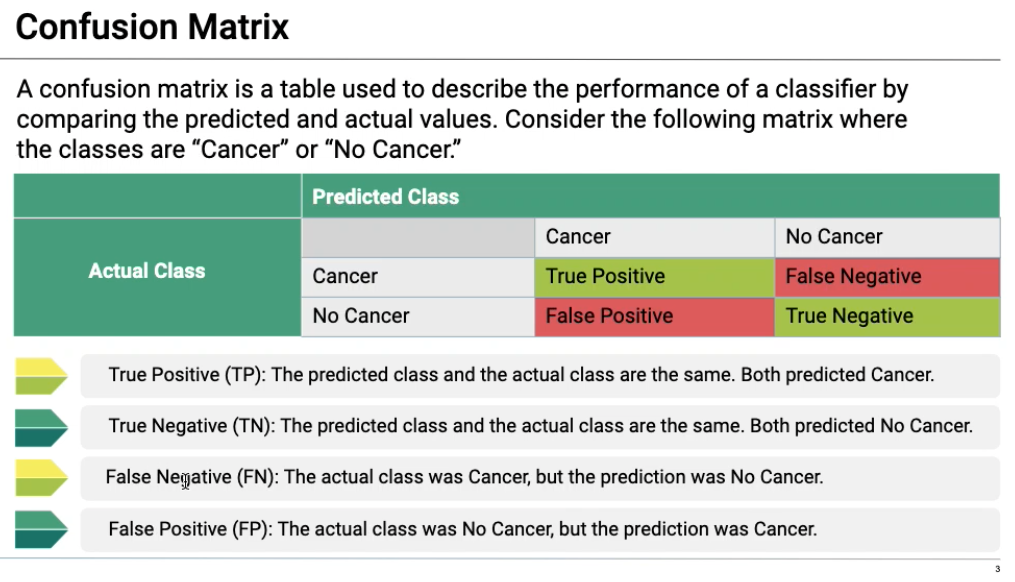 Confusion Matrix
A confusion matrix is a table used to describe the performance of a classifier by
comparing the predicted and actual values. Consider the following matrix where
the classes are “Cancer” or “No Cancer.”
Predicted Class
Cancer No Cancer
Actual Class
Cancer True Positive False Negative
No Cancer False Positive True Negative
True Positive (TP): The predicted class and the actual class are the same. Both predicted Cancer.
True Negative (TN): The predicted class and the actual class are the same. Both predicted No Cancer.
False Negative (FN): The actual class was Cancer, but the prediction was No Cancer.
False Positive (FP): The actual class was No Cancer, but the prediction was Cancer.
3